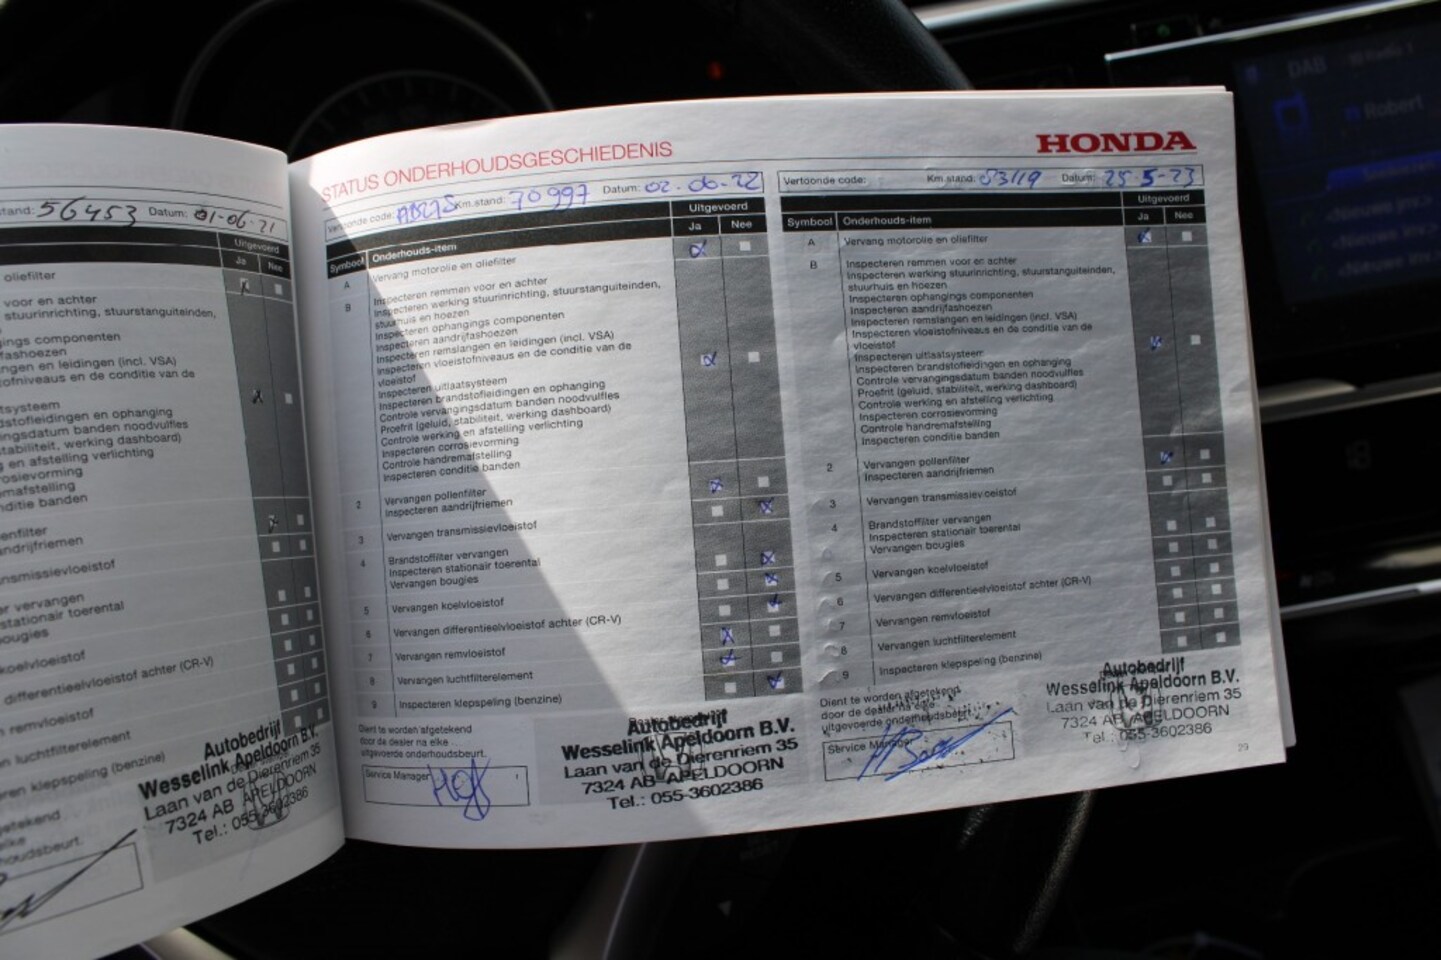 stand: 56453 Datum: 01-06-21
Uitgevoerd
Ja Nee
oliefilter
voor en achter
stuurinrichting, stuurstanguiteinden,
componenten
en leidingen (incl. VSA)
en de conditie van de
en ophanging
banden noodvulfles
stabiliteit, werking dashboard)
en afstelling verlichting
vervangen
stationair toerental
koelvloeistof
differentieelvloeistof achter (CR-V)
remvloeistof
luchtfilterelement
klepspeling (benzine)
Autobedrijf
Wesselink Apeldoorn B.V.
Laan van de Dierenriem 35
7324 AB APELDOORN
Tel.: 055-3602386
STATUS ONDERHOUDSGESCHIEDENIS
Vertoonde code: Km.stand: 70997 Datum: 02-06-22
Uitgevoerd
Symbool Onderhouds-item Ja Nee
A Vervang motorolie en oliefilter
B Inspecteren remmen voor en achter
Inspecteren werking stuurinrichting, stuurstanguiteinden,
stuurhuis en hoezen
Inspecteren ophangings componenten
Inspecteren aandrijfashoezen
Inspecteren remslangen en leidingen (incl. VSA)
Inspecteren vloeistofniveaus en de conditie van de
vloeistof
Inspecteren uitlaatsysteem
Inspecteren brandstofleidingen en ophanging
Controle vervangingsdatum banden noodvulfles
Proefrit (geluid, stabiliteit, werking dashboard)
Controle werking en afstelling verlichting
Inspecteren corrosievorming
Controle handremafstelling
Inspecteren conditie banden
2 Vervangen pollenfilter
Inspecteren aandrijfriemen
3 Vervangen transmissievloeistof
4 Brandstoffilter vervangen
Inspecteren stationair toerental
Vervangen bougies
5 Vervangen koelvloeistof
6 Vervangen differentieelvloeistof achter (CR-V)
7 Vervangen remvloeistof
8 Vervangen luchtfilterelement
9 Inspecteren klepspeling (benzine)
Dient te worden afgetekend
door de dealer na elke
uitgevoerde onderhoudsbeurt.
Service Manager
Autobedrijf
Wesselink Apeldoorn B.V.
Laan van de Dierenriem 35
7324 AB APELDOORN
Tel.: 055-3602386
HONDA
Vertoonde code: Km.stand: 83119 Datum: 25-5-23
Uitgevoerd
Symbool Onderhouds-item Ja Nee
A Vervang motorolie en oliefilter
B Inspecteren remmen voor en achter
Inspecteren werking stuurinrichting, stuurstanguiteinden,
stuurhuis en hoezen
Inspecteren ophangings componenten
Inspecteren aandrijfashoezen
Inspecteren remslangen en leidingen (incl. VSA)
Inspecteren vloeistofniveaus en de conditie van de
vloeistof
Inspecteren uitlaatsysteem
Inspecteren brandstofleidingen en ophanging
Controle vervangingsdatum banden noodvulfles
Proefrit (geluid, stabiliteit, werking dashboard)
Controle werking en afstelling verlichting
Inspecteren corrosievorming
Controle handremafstelling
Inspecteren conditie banden
2 Vervangen pollenfilter
Inspecteren aandrijfriemen
3 Vervangen transmissievloeistof
4 Brandstoffilter vervangen
Inspecteren stationair toerental
Vervangen bougies
5 Vervangen koelvloeistof
6 Vervangen differentieelvloeistof achter (CR-V)
7 Vervangen remvloeistof
8 Vervangen luchtfilterelement
9 Inspecteren klepspeling (benzine)
Dient te worden afgetekend
door de dealer na elke
uitgevoerde onderhoudsbeurt.
Service Manager
Autobedrijf
Wesselink Apeldoorn B.V.
Laan van de Dierenriem 35
7324 AB APELDOORN
Tel.: 055-3602386
29
DAB
Robert